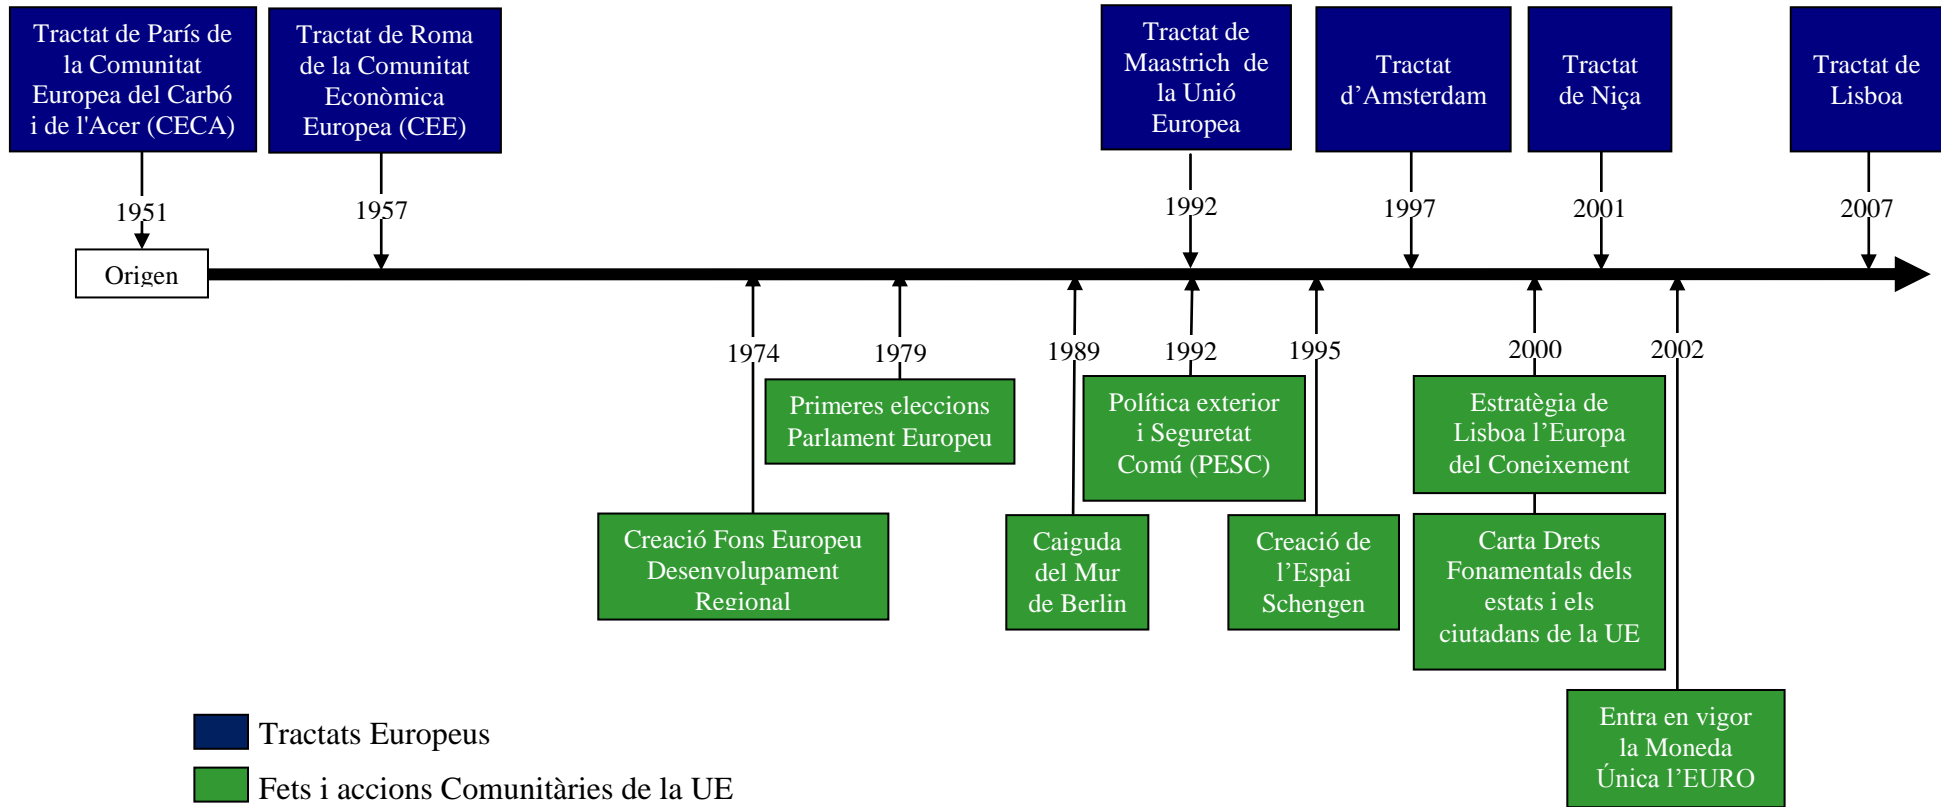 Tractat de París de
la Comunitat
Europea del Carbó
i de l'Acer (CECA)
Tractat de Roma
de la Comunitat
Econòmica
Europea (CEE)
Tractat de
Maastrich de
la Unió
Europea
Tractat
d’Amsterdam
Tractat
de Niça
Tractat de
Lisboa
1951
1957
1992
1997
2001
2007
Origen
1974
1979
1989
1992
1995
2000
2002
Primeres eleccions
Parlament Europeu
Política exterior
i Seguretat
Comú (PESC)
Estratègia de
Lisboa l’Europa
del Coneixement
Creació Fons Europeu
Desenvolupament
Regional
Caiguda
del Mur
de Berlin
Creació de
l’Espai
Schengen
Carta Drets
Fonamentals dels
estats i els
ciutadans de la UE
Entra en vigor
la Moneda
Única l’EURO
Tractats Europeus
Fets i accions Comunitàries de la UE